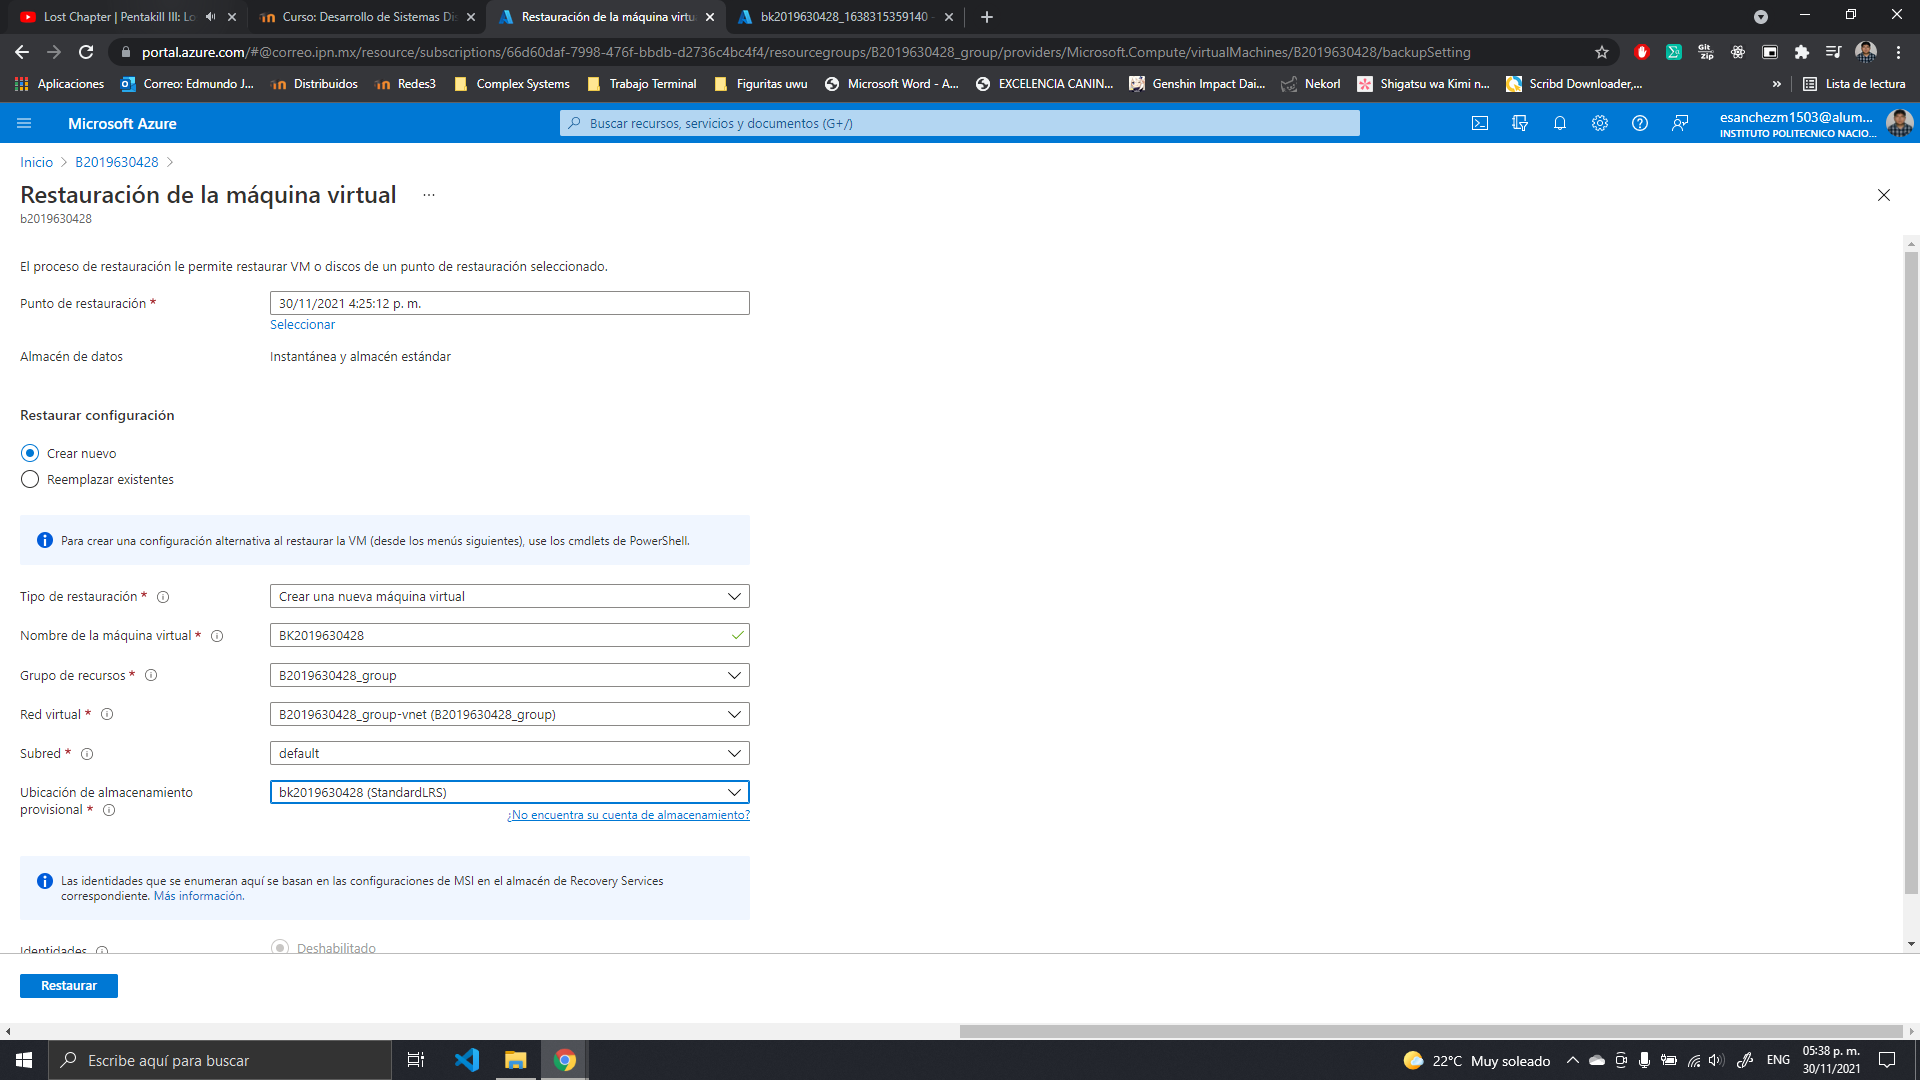 Lost Chapter | Pentakill III: Lo
Curso: Desarrollo de Sistemas Dis
Restauración de la máquina virtu
bk2019630428_1638315359140 -
portal.azure.com/#@correo.ipn.mx/resource/subscriptions/66d60daf-7998-476f-bbdb-d2736c4bc4f4/resourcegroups/B2019630428_group/providers/Microsoft.Compute/virtualMachines/B2019630428/backupSetting
Aplicaciones
Correo: Edmundo J...
Distribuidos
Redes3
Complex Systems
Trabajo Terminal
Figuritas uwu
Microsoft Word - A...
EXCELENCIA CANIN...
Genshin Impact Dai...
Nekorl
Shigatsu wa Kimi n...
Scribd Downloader,...
»
Lista de lectura
Microsoft Azure
Buscar recursos, servicios y documentos (G+/)
esanchezm1503@alum...
INSTITUTO POLITECNICO NACIO...
Inicio > B2019630428 >
Restauración de la máquina virtual ...
b2019630428
El proceso de restauración le permite restaurar VM o discos de un punto de restauración seleccionado.
Punto de restauración * 30/11/2021 4:25:12 p. m.
Seleccionar
Almacén de datos Instantánea y almacén estándar
Restaurar configuración
Crear nuevo
Reemplazar existentes
Para crear una configuración alternativa al restaurar la VM (desde los menús siguientes), use los cmdlets de PowerShell.
Tipo de restauración * Crear una nueva máquina virtual
Nombre de la máquina virtual * BK2019630428
Grupo de recursos * B2019630428_group
Red virtual * B2019630428_group-vnet (B2019630428_group)
Subred * default
Ubicación de almacenamiento provisional * bk2019630428 (StandardLRS)
¿No encuentra su cuenta de almacenamiento?
Las identidades que se enumeran aquí se basan en las configuraciones de MSI en el almacén de Recovery Services
correspondiente. Más información.
Identidades Deshabilitado
Restaurar
Escribe aquí para buscar
22°C Muy soleado
ENG
05:38 p. m.
30/11/2021